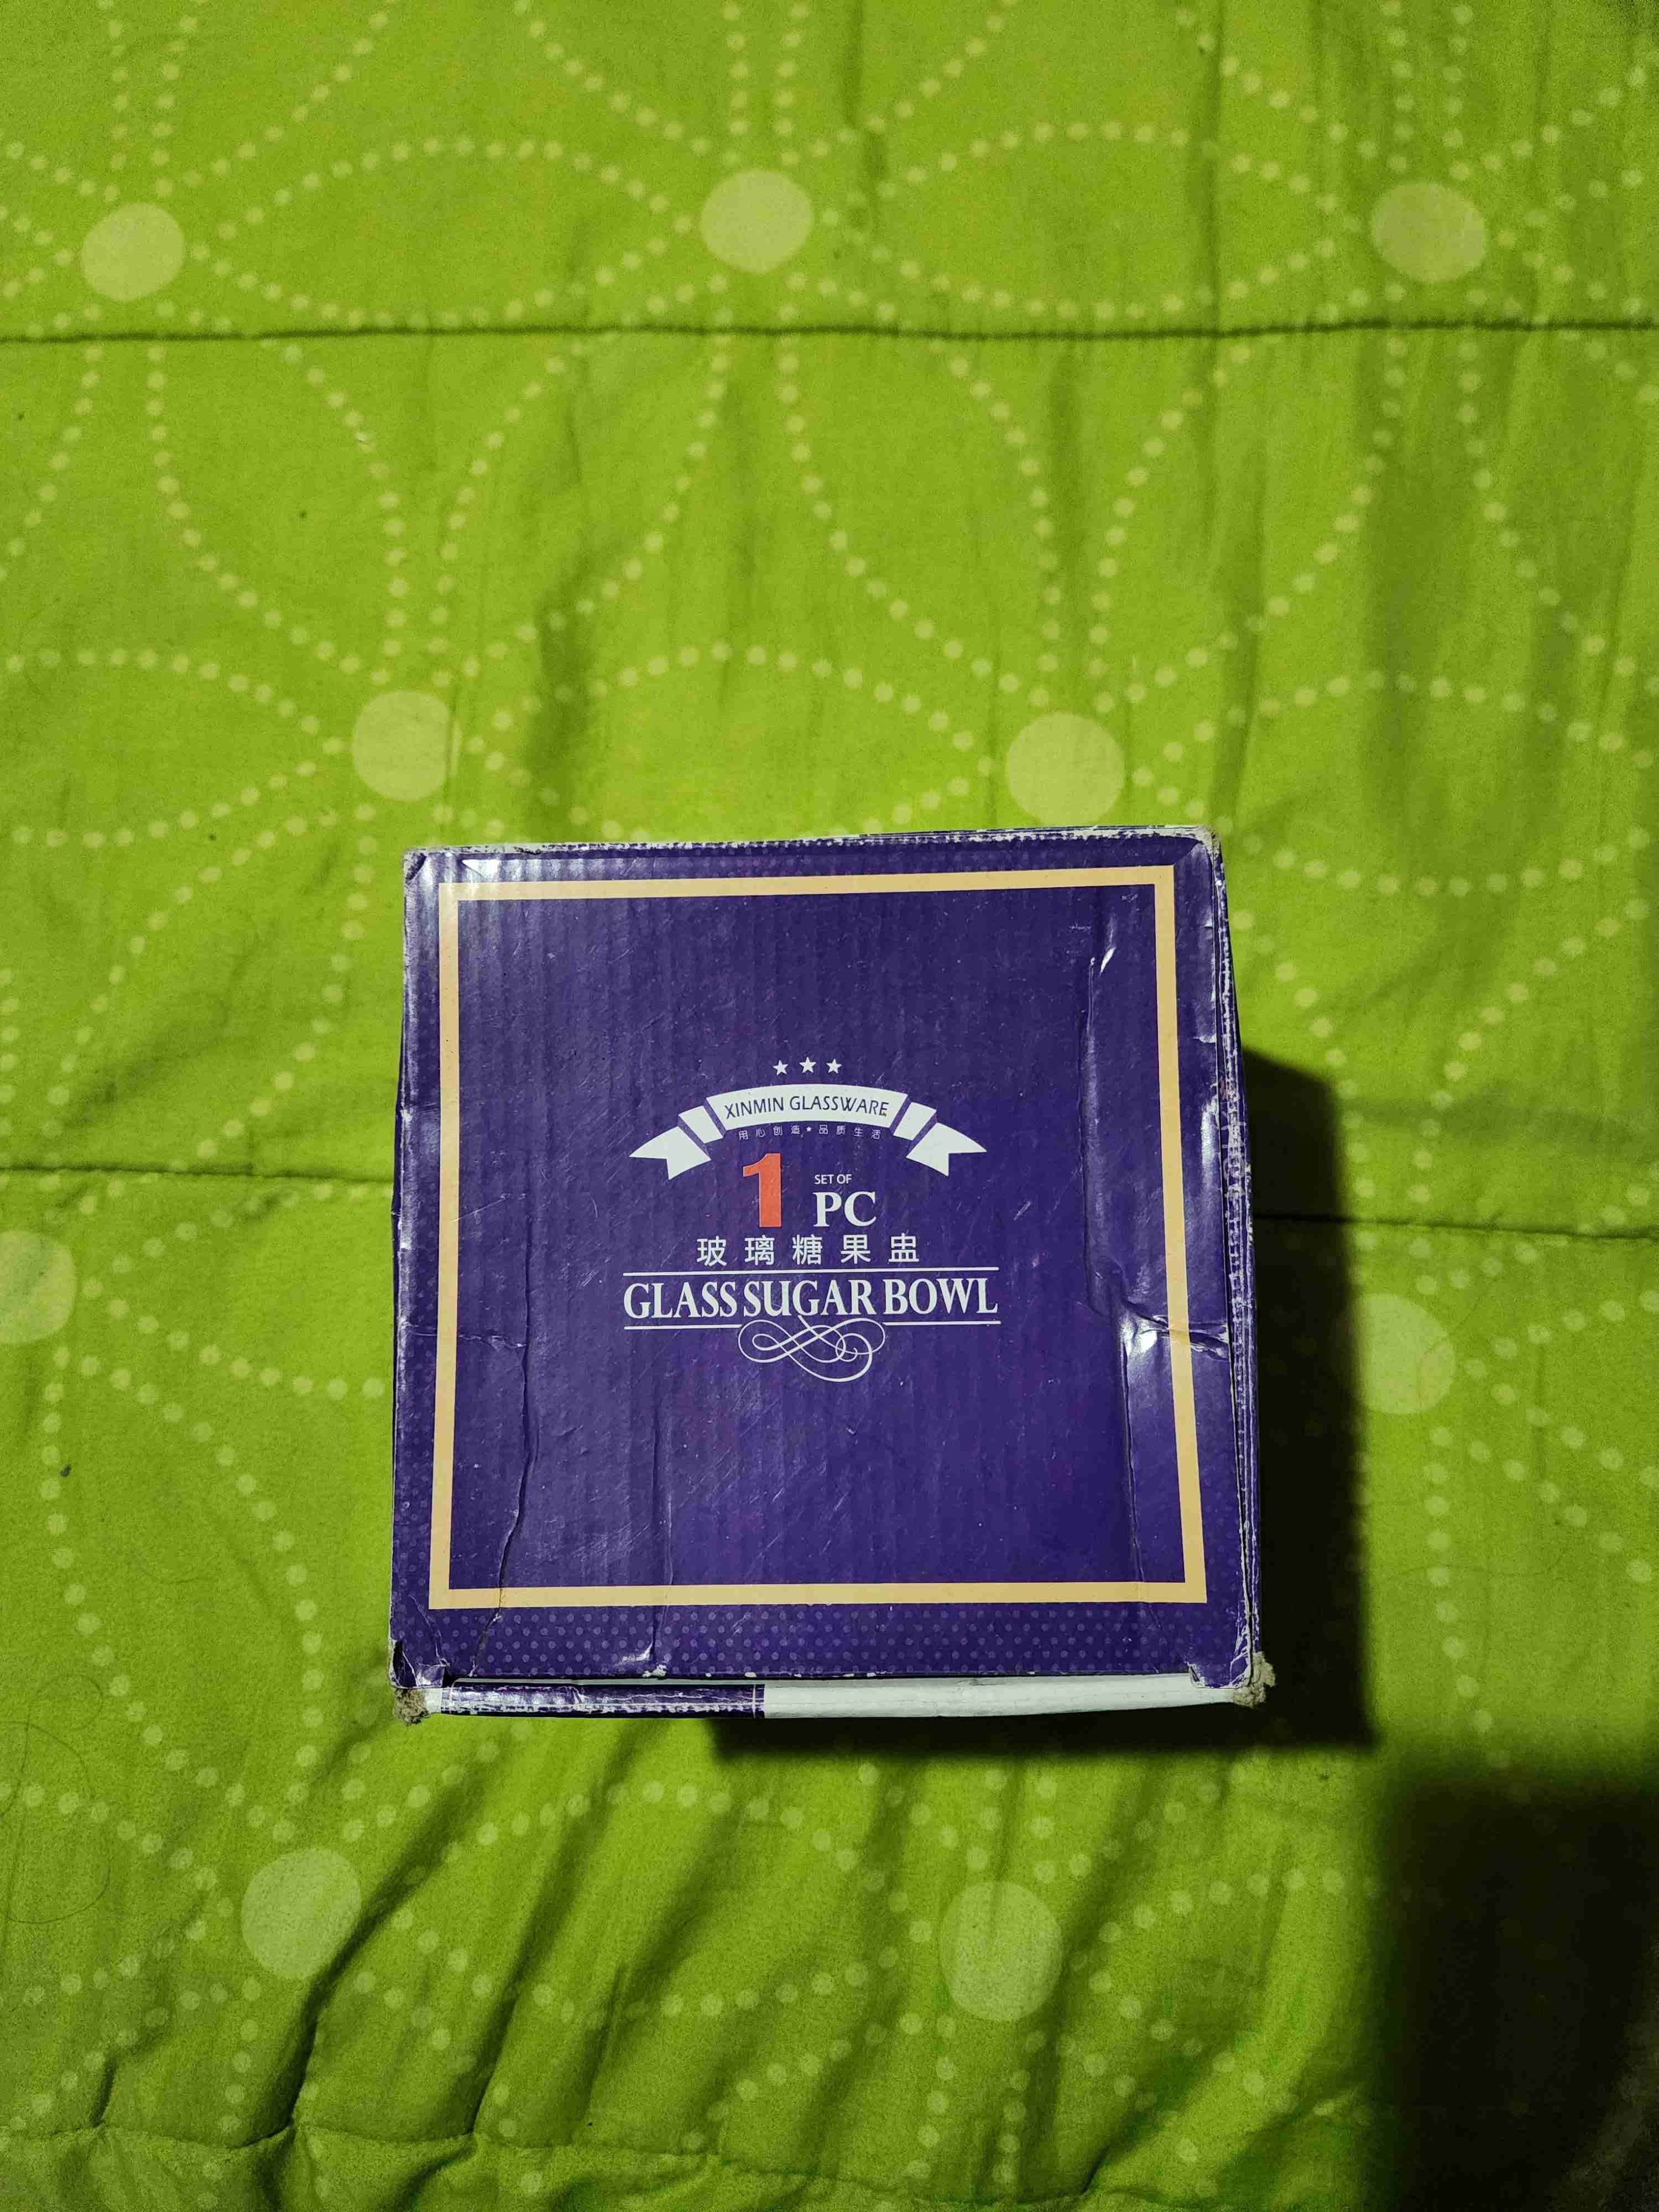 XINMIN GLASSWARE
用心创造★品质生活
1 SET OF PC
玻璃糖果盅
GLASS SUGAR BOWL